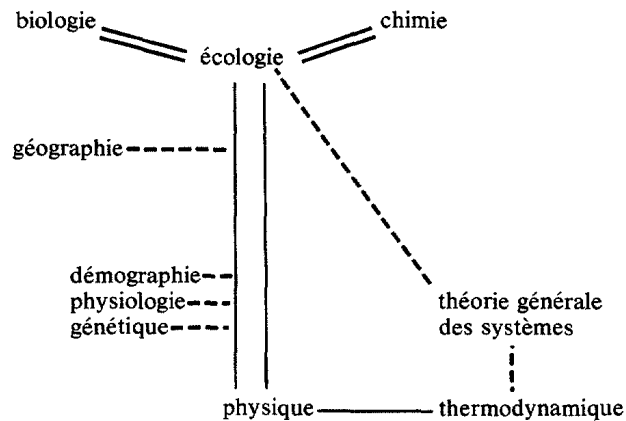 biologie
chimie
écologie
géographie
démographie
physiologie
génétique
théorie générale
des systèmes
physique
thermodynamique